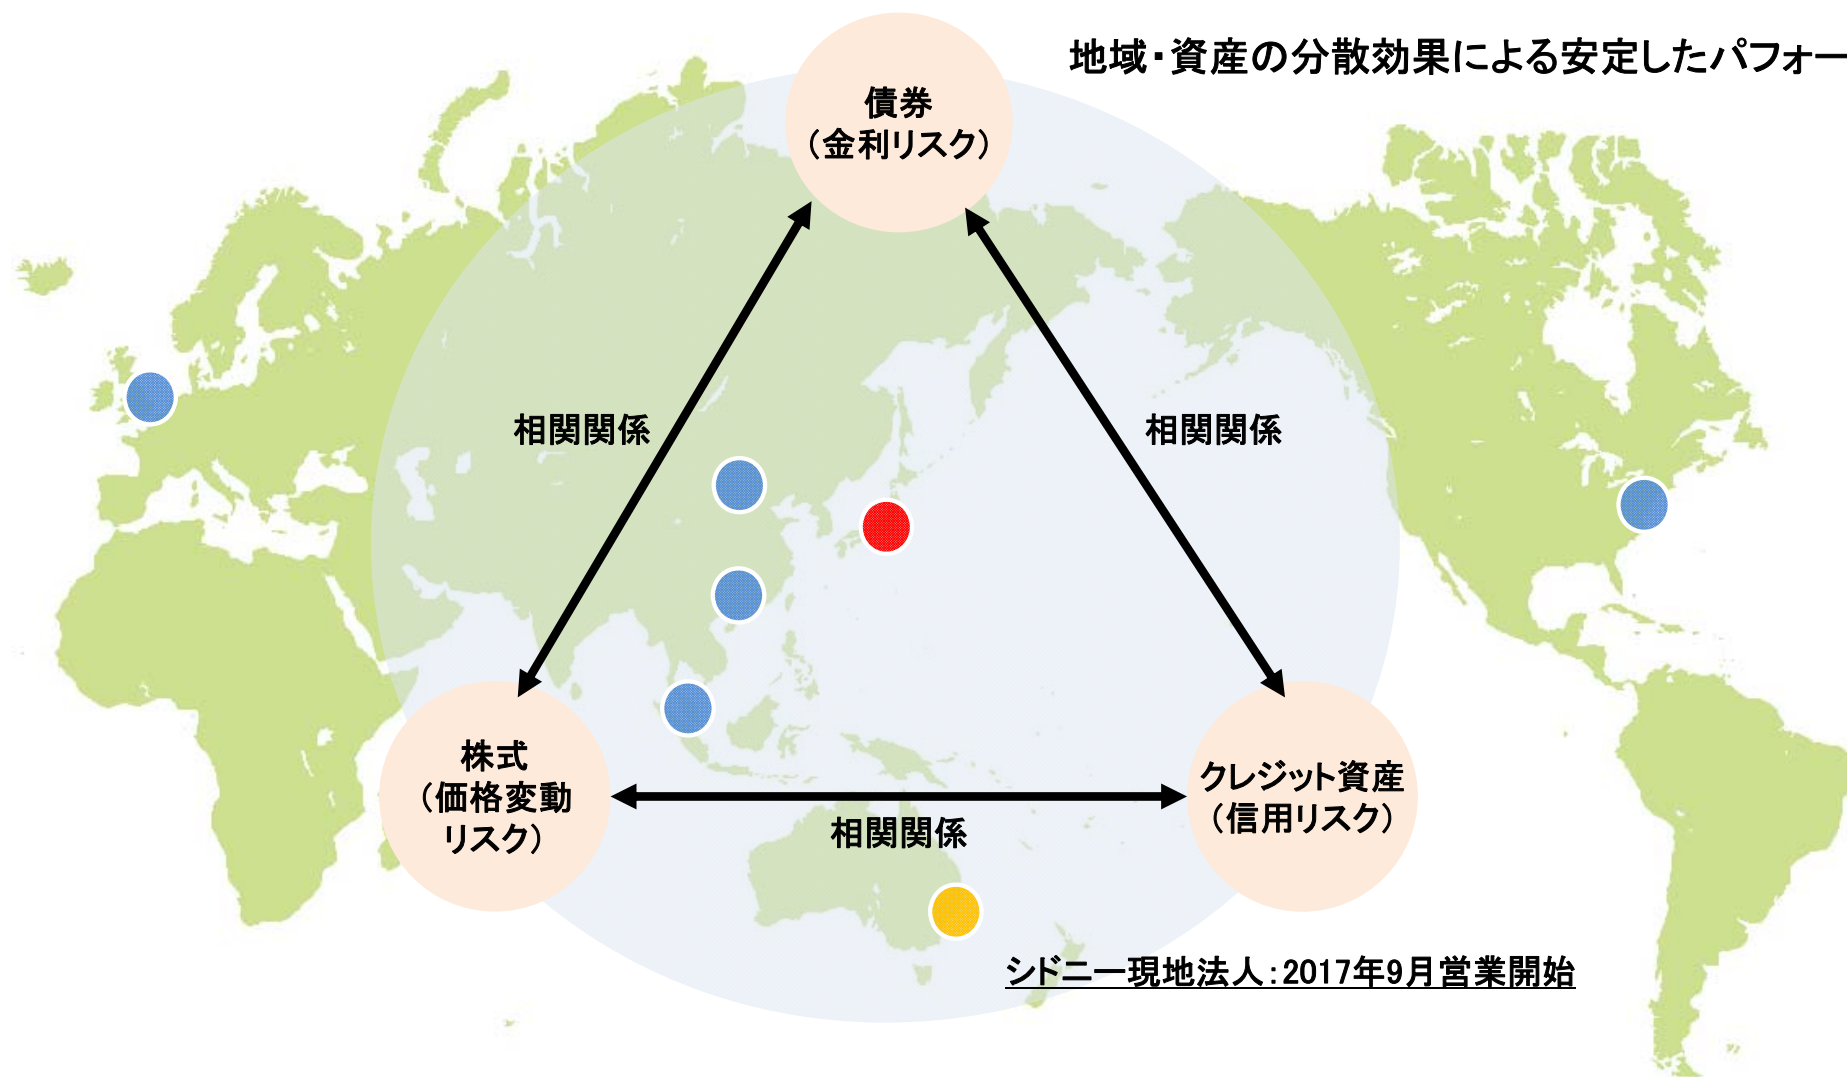 地域・資産の分散効果による安定したパフォー
債券
（金利リスク）
相関関係
相関関係
株式
（価格変動
リスク）
クレジット資産
（信用リスク）
相関関係
シドニー現地法人：2017年9月営業開始